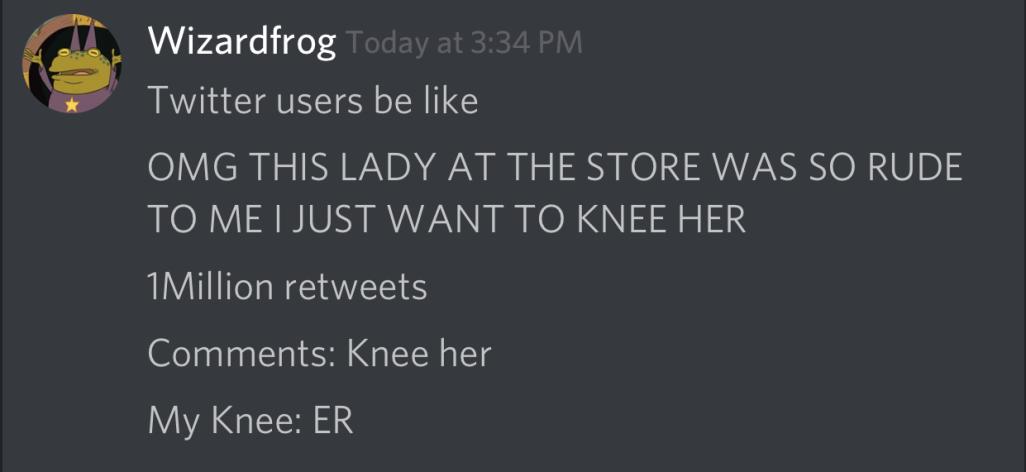 Wizardfrog Today at 3:34 PM
Twitter users be like
OMG THIS LADY AT THE STORE WAS SO RUDE
TO ME I JUST WANT TO KNEE HER
1Million retweets
Comments: Knee her
My Knee: ER